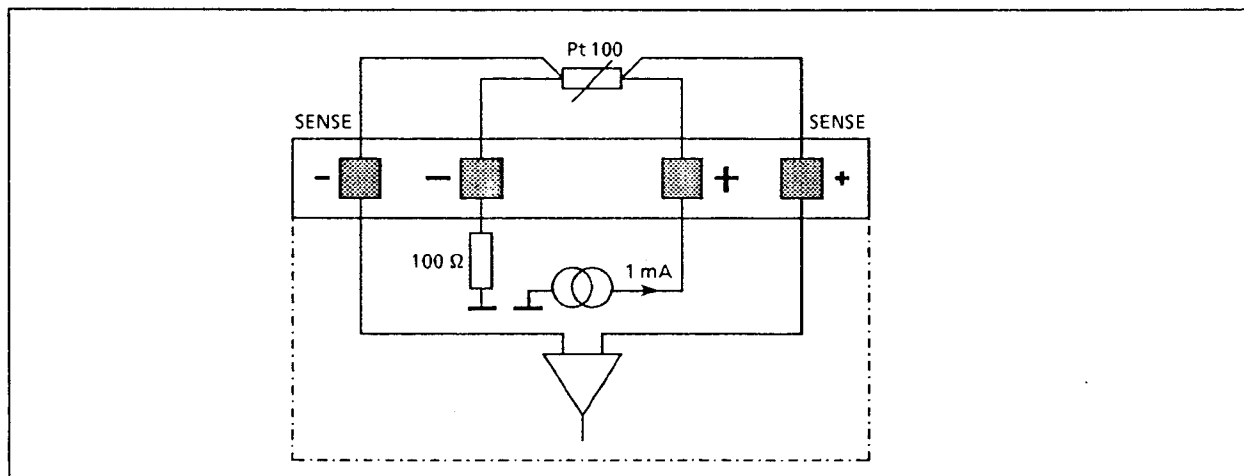 Pt 100
SENSE SENSE
- − + +
100 Ω
1 mA